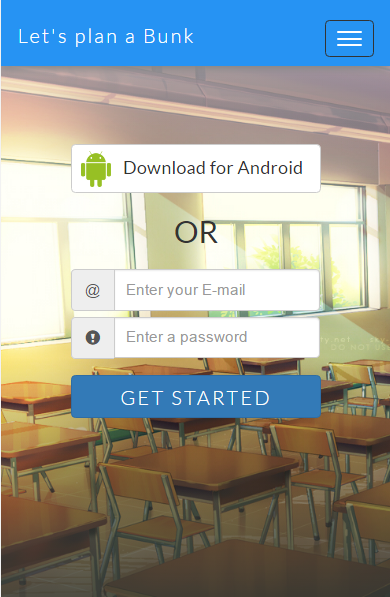 Let's plan a Bunk
Download for Android
OR
@ Enter your E-mail
Enter a password
GET STARTED